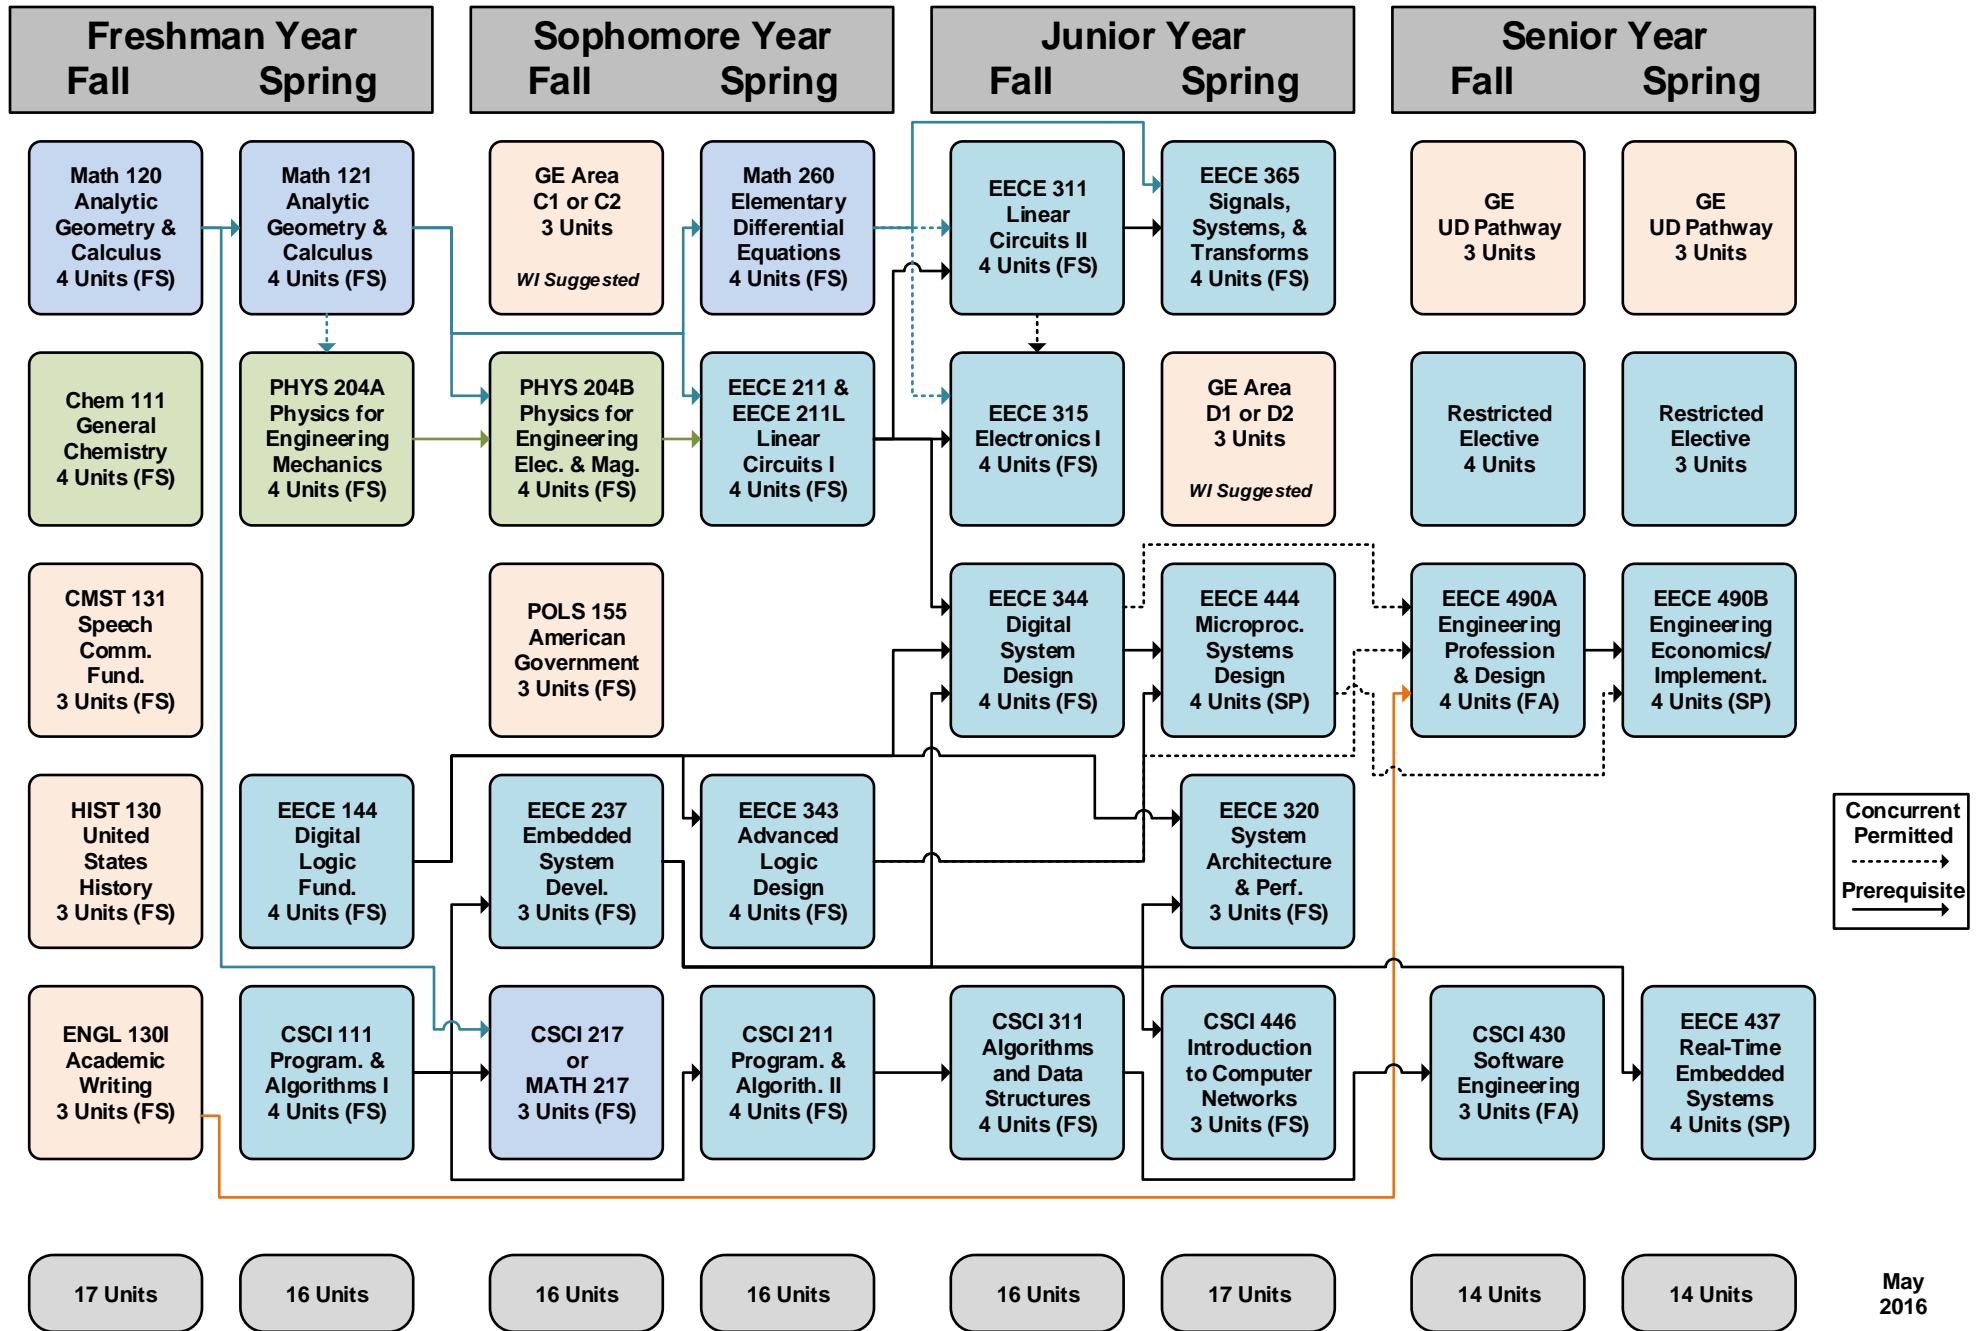 Freshman Year
Fall Spring
Sophomore Year
Fall Spring
Junior Year
Fall Spring
Senior Year
Fall Spring
Math 120
Analytic
Geometry &
Calculus
4 Units (FS)
Math 121
Analytic
Geometry &
Calculus
4 Units (FS)
GE Area
C1 or C2
3 Units
WI Suggested
Math 260
Elementary
Differential
Equations
4 Units (FS)
EECE 311
Linear
Circuits II
4 Units (FS)
EECE 365
Signals,
Systems, &
Transforms
4 Units (FS)
GE
UD Pathway
3 Units
GE
UD Pathway
3 Units
Chem 111
General
Chemistry
4 Units (FS)
PHYS 204A
Physics for
Engineering
Mechanics
4 Units (FS)
PHYS 204B
Physics for
Engineering
Elec. & Mag.
4 Units (FS)
EECE 211 &
EECE 211L
Linear
Circuits I
4 Units (FS)
EECE 315
Electronics I
4 Units (FS)
GE Area
D1 or D2
3 Units
WI Suggested
Restricted
Elective
4 Units
Restricted
Elective
3 Units
CMST 131
Speech
Comm.
Fund.
3 Units (FS)
POLS 155
American
Government
3 Units (FS)
EECE 344
Digital
System
Design
4 Units (FS)
EECE 444
Microproc.
Systems
Design
4 Units (SP)
EECE 490A
Engineering
Profession
& Design
4 Units (FA)
EECE 490B
Engineering
Economics/
Implement.
4 Units (SP)
HIST 130
United
States
History
3 Units (FS)
EECE 144
Digital
Logic
Fund.
4 Units (FS)
EECE 237
Embedded
System
Devel.
3 Units (FS)
EECE 343
Advanced
Logic
Design
4 Units (FS)
EECE 320
System
Architecture
& Perf.
3 Units (FS)
Concurrent
Permitted
Prerequisite
ENGL 130I
Academic
Writing
3 Units (FS)
CSCI 111
Program. &
Algorithms I
4 Units (FS)
CSCI 217
or
MATH 217
3 Units (FS)
CSCI 211
Program. &
Algorith. II
4 Units (FS)
CSCI 311
Algorithms
and Data
Structures
4 Units (FS)
CSCI 446
Introduction
to Computer
Networks
3 Units (FS)
CSCI 430
Software
Engineering
3 Units (FA)
EECE 437
Real-Time
Embedded
Systems
4 Units (SP)
17 Units
16 Units
16 Units
16 Units
16 Units
17 Units
14 Units
14 Units
May
2016